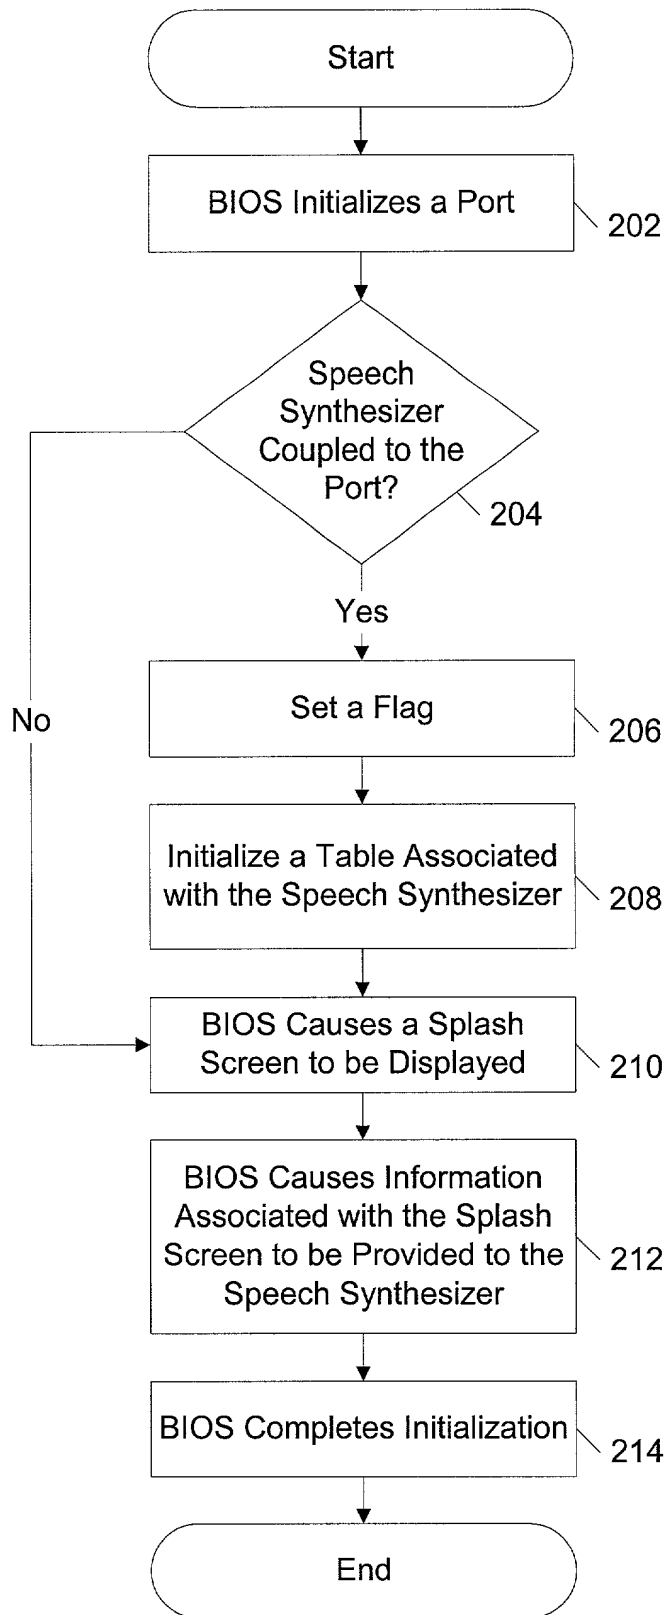 Start
BIOS Initializes a Port
202
Speech
Synthesizer
Coupled to the
Port?
204
Yes
No
Set a Flag
206
Initialize a Table Associated
with the Speech Synthesizer
208
BIOS Causes a Splash
Screen to be Displayed
210
BIOS Causes Information
Associated with the Splash
Screen to be Provided to the
Speech Synthesizer
212
BIOS Completes Initialization
214
End